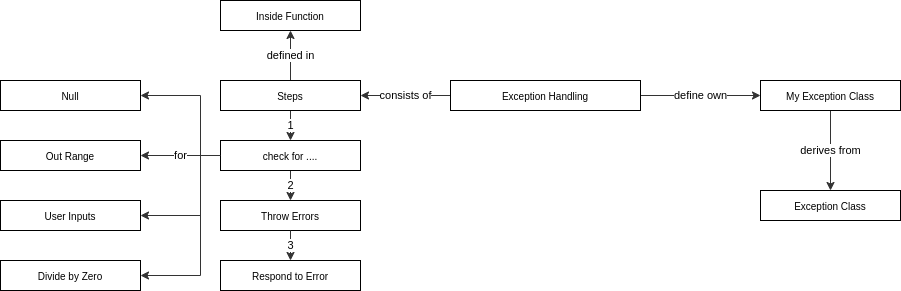 Inside Function
defined in
Null
Steps
consists of
Exception Handling
define own
My Exception Class
1
Out Range
for
check for ....
derives from
2
User Inputs
Throw Errors
Exception Class
3
Divide by Zero
Respond to Error